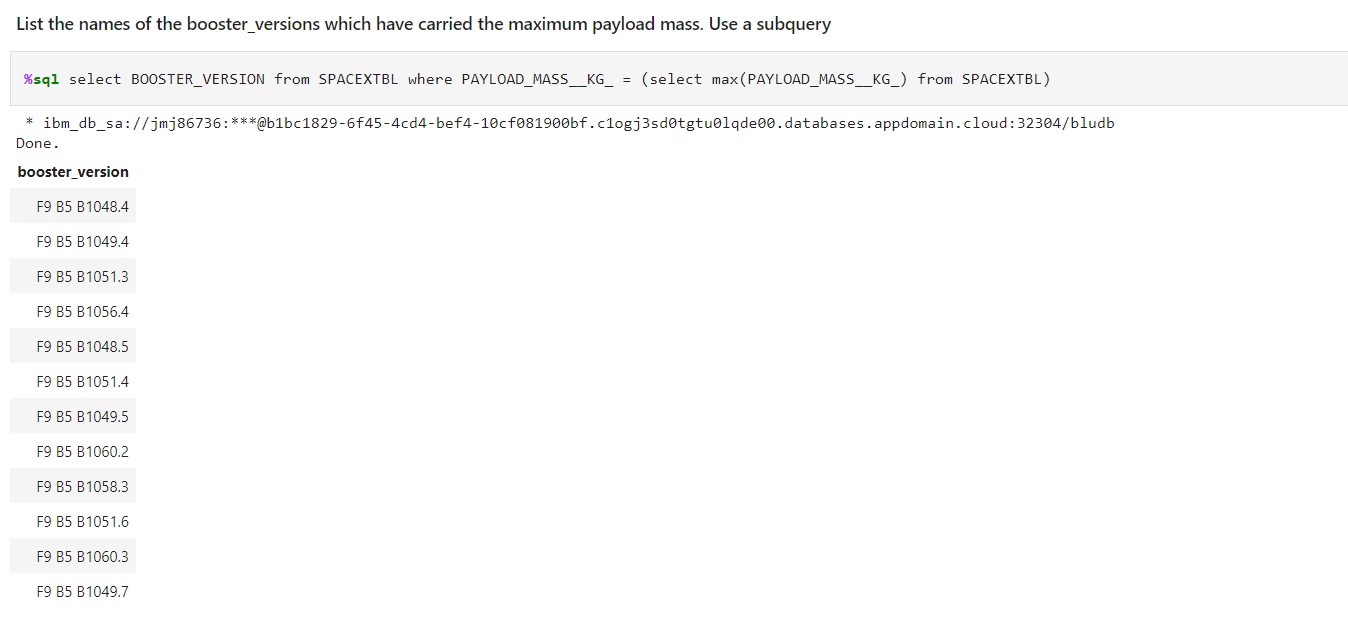 List the names of the booster_versions which have carried the maximum payload mass. Use a subquery
%sql select BOOSTER_VERSION from SPACEXTBL where PAYLOAD_MASS__KG_ = (select max(PAYLOAD_MASS__KG_) from SPACEXTBL)
* ibm_db_sa://jmj86736:***@b1bc1829-6f45-4cd4-bef4-10cf081900bf.c1ogj3sd0tgtu0lqde00.databases.appdomain.cloud:32304/bludb
Done.
booster_version
F9 B5 B1048.4
F9 B5 B1049.4
F9 B5 B1051.3
F9 B5 B1056.4
F9 B5 B1048.5
F9 B5 B1051.4
F9 B5 B1049.5
F9 B5 B1060.2
F9 B5 B1058.3
F9 B5 B1051.6
F9 B5 B1060.3
F9 B5 B1049.7